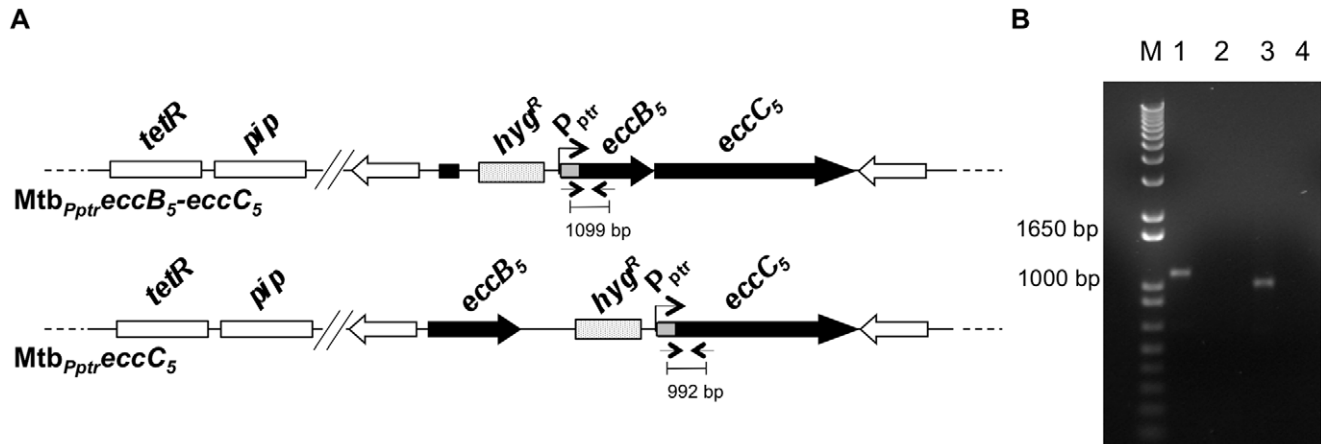 A
tetR
pip
hygR
Pptr
eccB5
eccC5
MtbPptreccB5-eccC5
1099 bp
tetR
pip
eccB5
hygR
Pptr
eccC5
MtbPptreccC5
992 bp
B
M 1 2 3 4
1650 bp
1000 bp